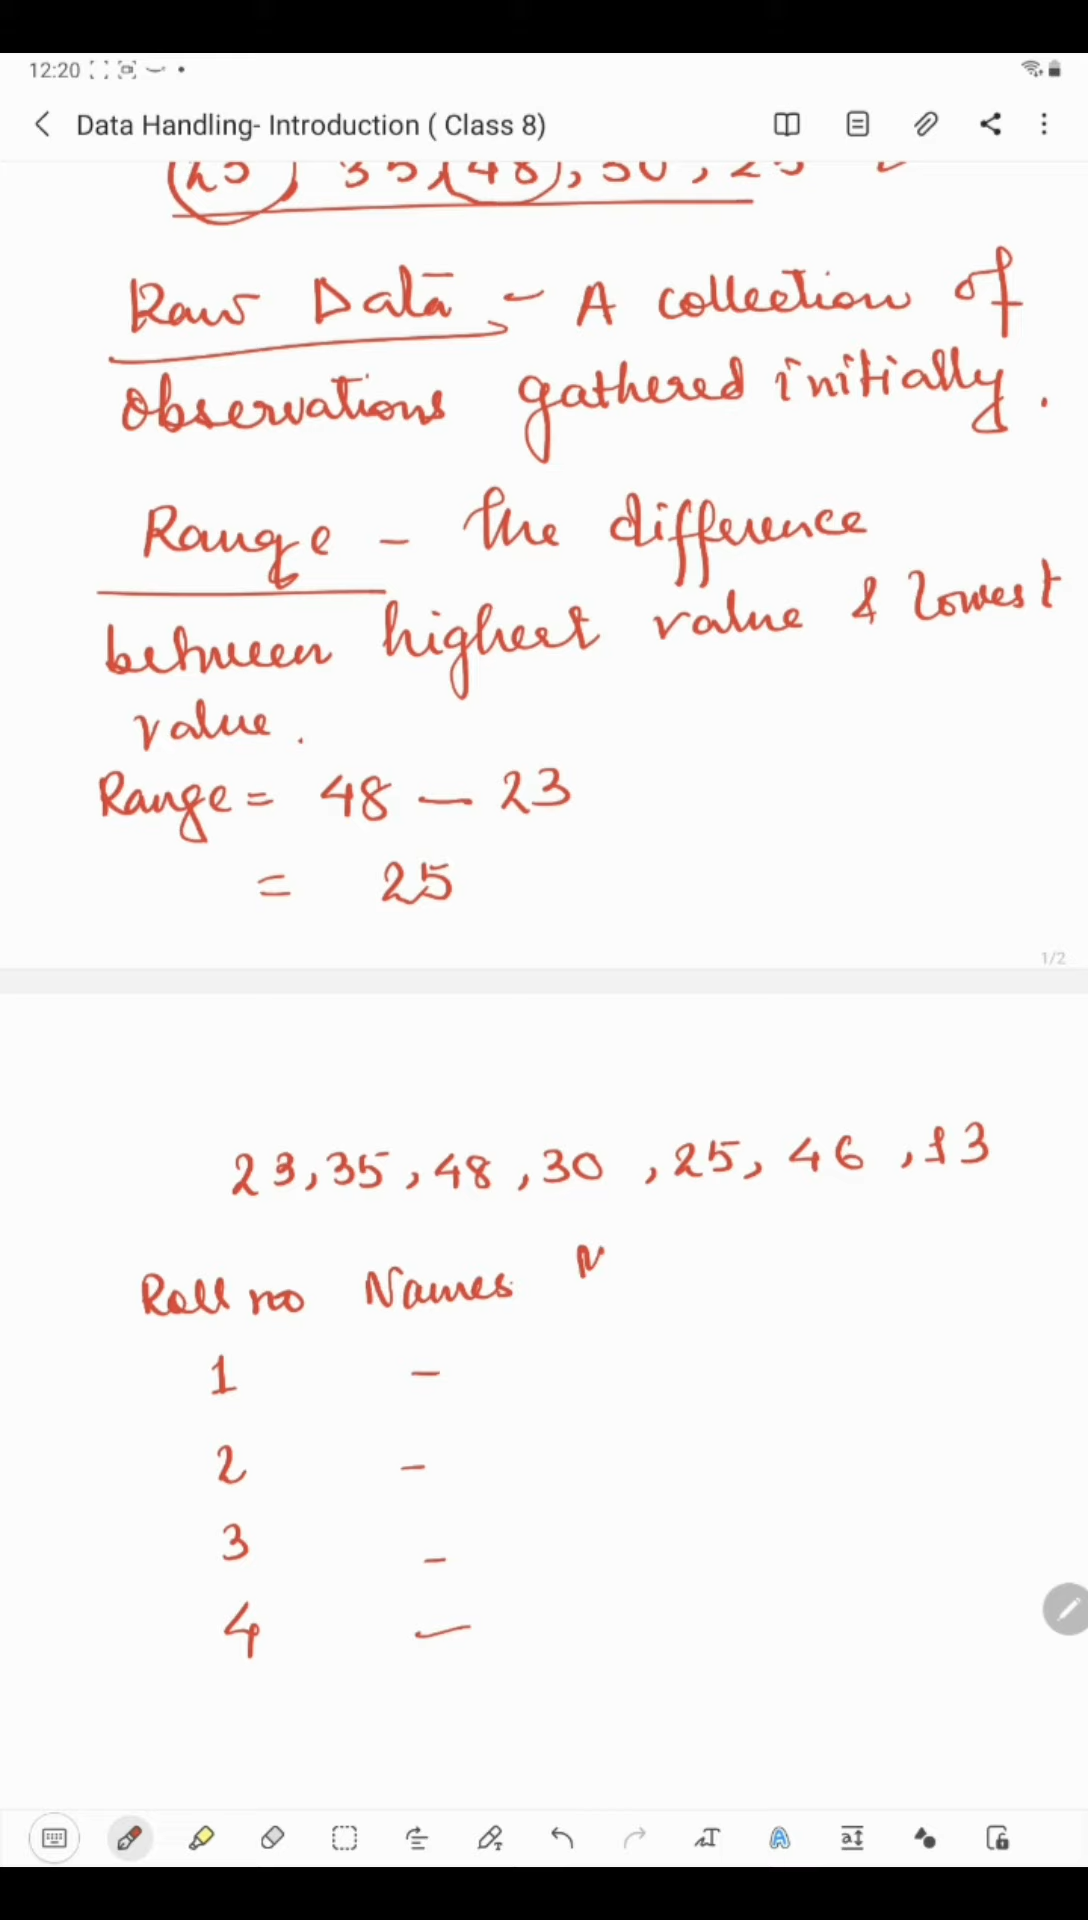 12:20
Data Handling- Introduction ( Class 8)
Raw Data - A collection of
observations gathered initially.
Range - The difference
between highest value & lowest
value.
Range = 48 - 23
= 25
1/2
23, 35, 48, 30, 25, 46, 13
Roll no Names N
1 -
2 -
3 -
4 -